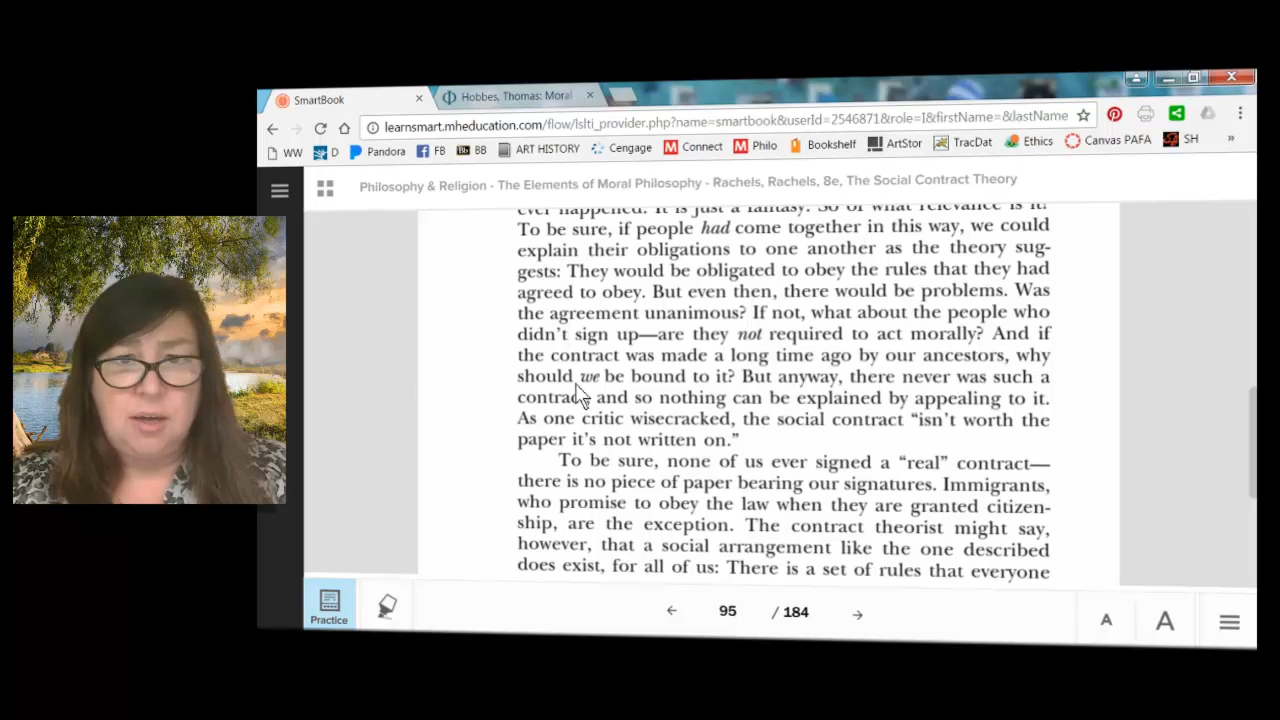 SmartBook
Hobbes, Thomas: Moral
learnsmart.mheducation.com/flow/lslti_provider.php?name=smartbook&userId=2546871&role=I&firstName=&lastName
WW D Pandora FB BB ART HISTORY Cengage Connect Philo Bookshelf ArtStor TracDat Ethics Canvas PAFA SH »
Philosophy & Religion - The Elements of Moral Philosophy - Rachels, Rachels, 8e, The Social Contract Theory
ever happened. It is just a fantasy. So of what relevance is it?
To be sure, if people had come together in this way, we could
explain their obligations to one another as the theory sug-
gests: They would be obligated to obey the rules that they had
agreed to obey. But even then, there would be problems. Was
the agreement unanimous? If not, what about the people who
didn't sign up—are they not required to act morally? And if
the contract was made a long time ago by our ancestors, why
should we be bound to it? But anyway, there never was such a
contract, and so nothing can be explained by appealing to it.
As one critic wisecracked, the social contract “isn't worth the
paper it's not written on.”
To be sure, none of us ever signed a “real” contract—
there is no piece of paper bearing our signatures. Immigrants,
who promise to obey the law when they are granted citizen-
ship, are the exception. The contract theorist might say,
however, that a social arrangement like the one described
does exist, for all of us: There is a set of rules that everyone
Practice
95 / 184
A A